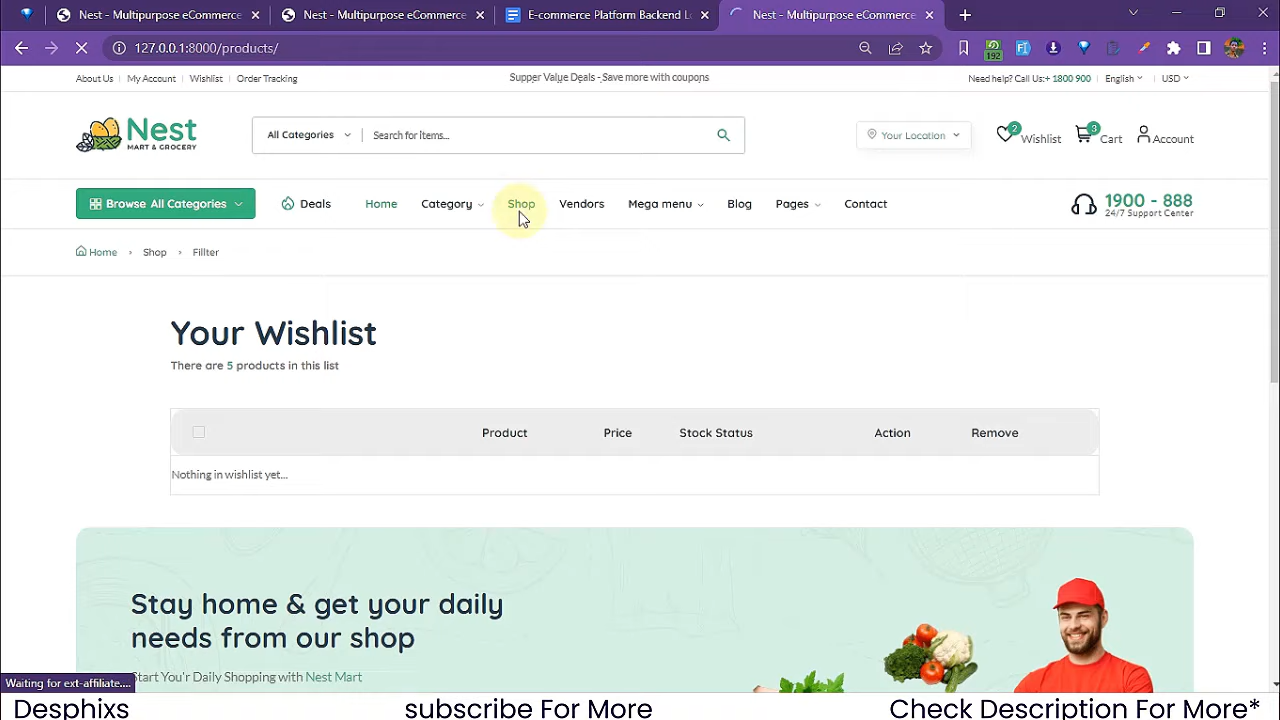 Nest - Multipurpose eCommerce
Nest - Multipurpose eCommerce
E-commerce Platform Backend Lo
Nest - Multipurpose eCommerce
127.0.0.1:8000/products/
192
About Us My Account Wishlist Order Tracking
Supper Value Deals - Save more with coupons
Need help? Call Us:+ 1800 900 English USD
Nest
MART & GROCERY
All Categories Search for items...
Your Location
2 Wishlist 3 Cart Account
Browse All Categories Deals Home Category Shop Vendors Mega menu Blog Pages Contact
1900 - 888
24/7 Support Center
Home Shop Fillter
Your Wishlist
There are 5 products in this list
Product Price Stock Status Action Remove
Nothing in wishlist yet...
Stay home & get your daily
needs from our shop
Start You'r Daily Shopping with Nest Mart
Waiting for ext-affiliate....
Desphixs subscribe For More Check Description For More*